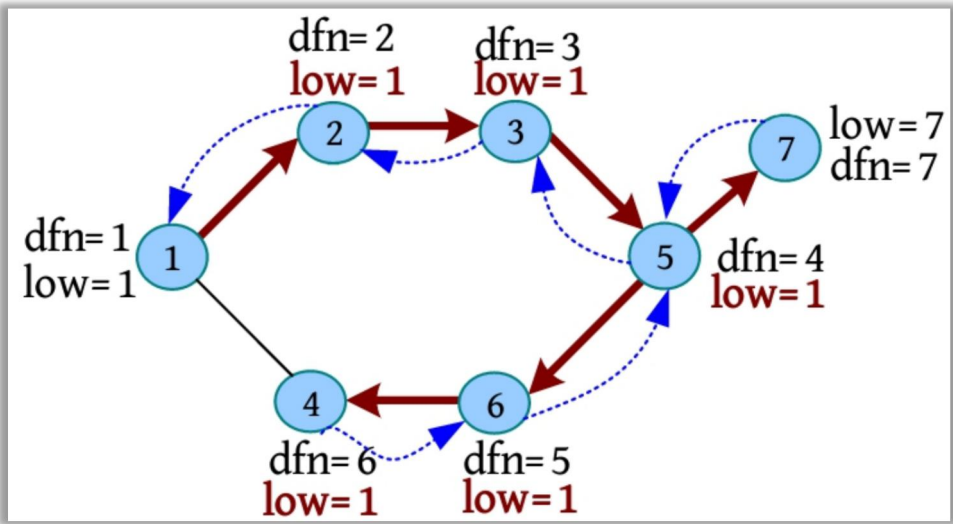 dfn=2
low=1
dfn=3
low=1
2
3
7
low=7
dfn=7
dfn=1
low=1
1
5
dfn=4
low=1
4
6
dfn=6
low=1
dfn=5
low=1